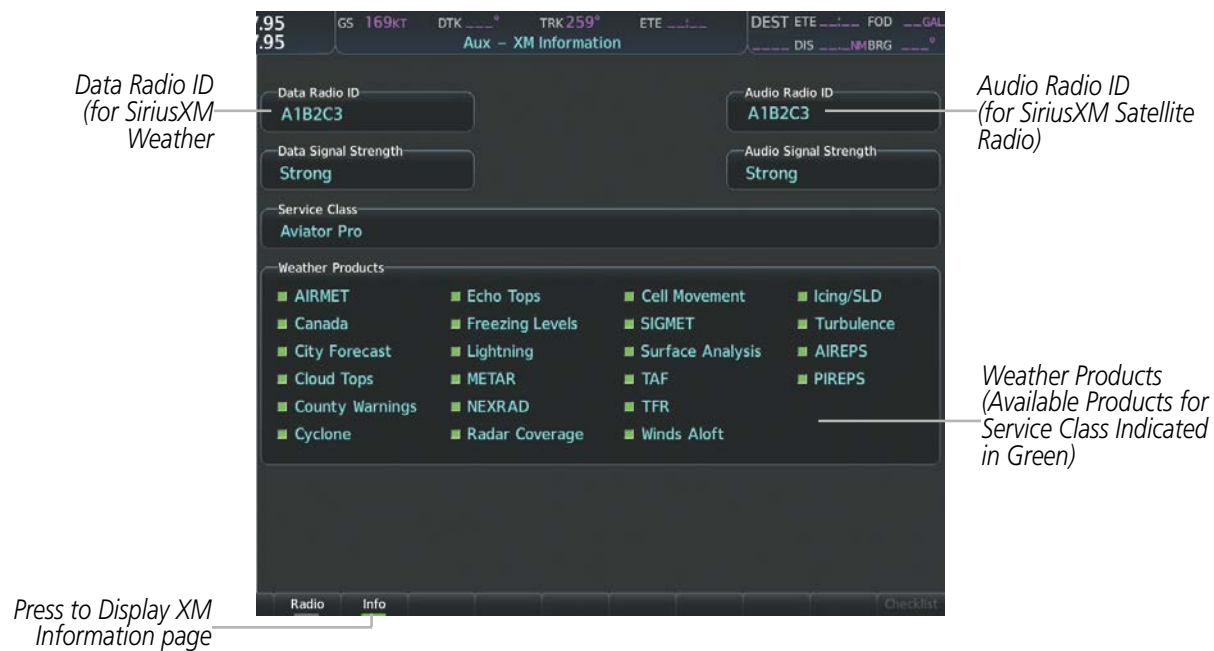 .95 GS 169KT DTK ___° TRK 259° ETE __:__ DEST ETE __:__ FOD __GAL
.95 Aux – XM Information ____ DIS __.__NM BRG ___°
Data Radio ID
(for SiriusXM
Weather
Data Radio ID
A1B2C3
Audio Radio ID
A1B2C3
Audio Radio ID
(for SiriusXM Satellite
Radio)
Data Signal Strength
Strong
Audio Signal Strength
Strong
Service Class
Aviator Pro
Weather Products
AIRMET Echo Tops Cell Movement Icing/SLD
Canada Freezing Levels SIGMET Turbulence
City Forecast Lightning Surface Analysis AIREPS
Cloud Tops METAR TAF PIREPS
County Warnings NEXRAD TFR
Cyclone Radar Coverage Winds Aloft
Weather Products
(Available Products for
Service Class Indicated
in Green)
Radio Info Checklist
Press to Display XM
Information page